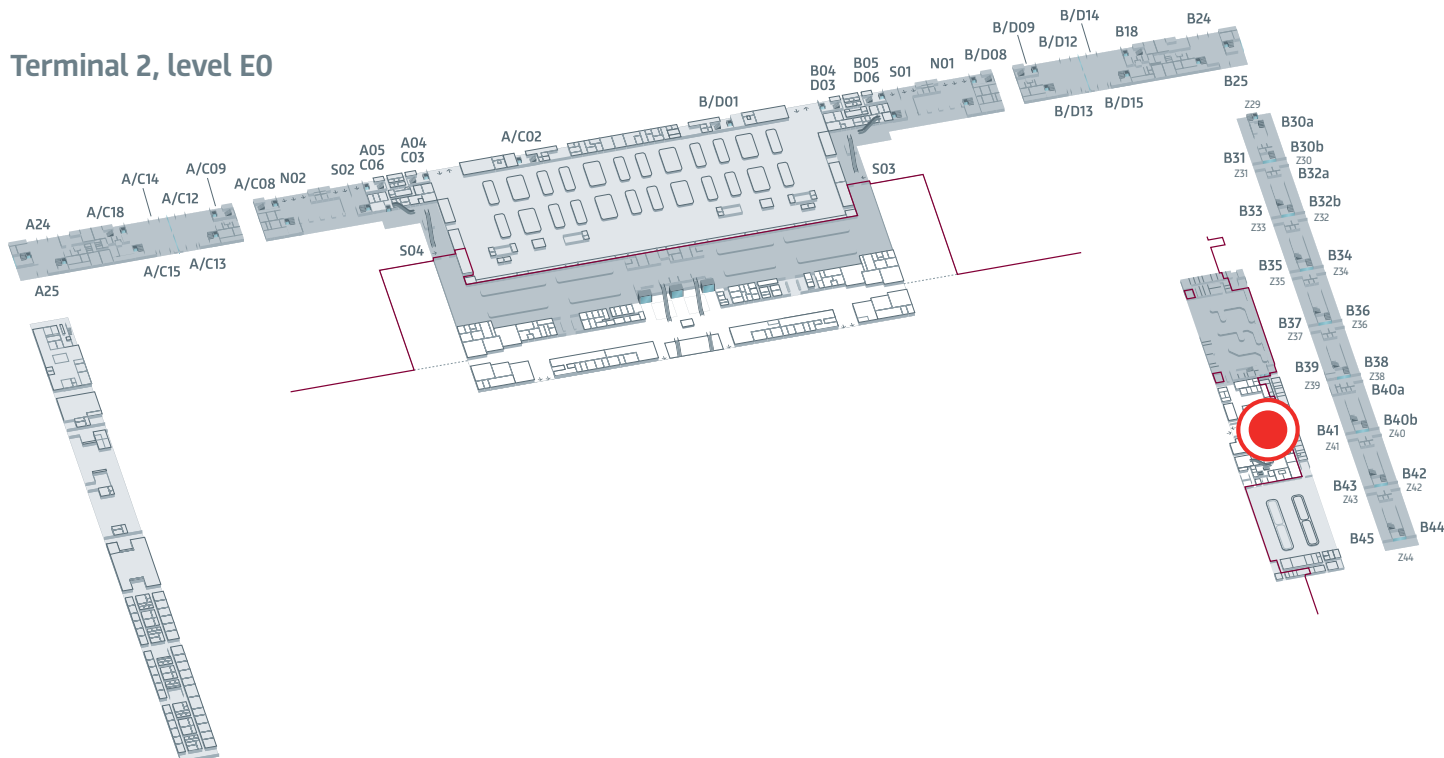 Terminal 2, level E0
A24
A/C18
A/C14
A/C12
A/C09
A25
A/C15
A/C13
A/C08
N02
S02
A05
C06
A04
C03
S04
A/C02
B/D01
B04
D03
B05
D06
S01
N01
B/D08
S03
B/D09
B/D12
B/D14
B18
B24
B/D13
B/D15
B25
Z29
B30a
B30b
Z30
B31
Z31
B32a
B32b
Z32
B33
Z33
B34
Z34
B35
Z35
B36
Z36
B37
Z37
B38
Z38
B39
Z39
B40a
B40b
Z40
B41
Z41
B42
Z42
B43
Z43
B44
B45
Z44